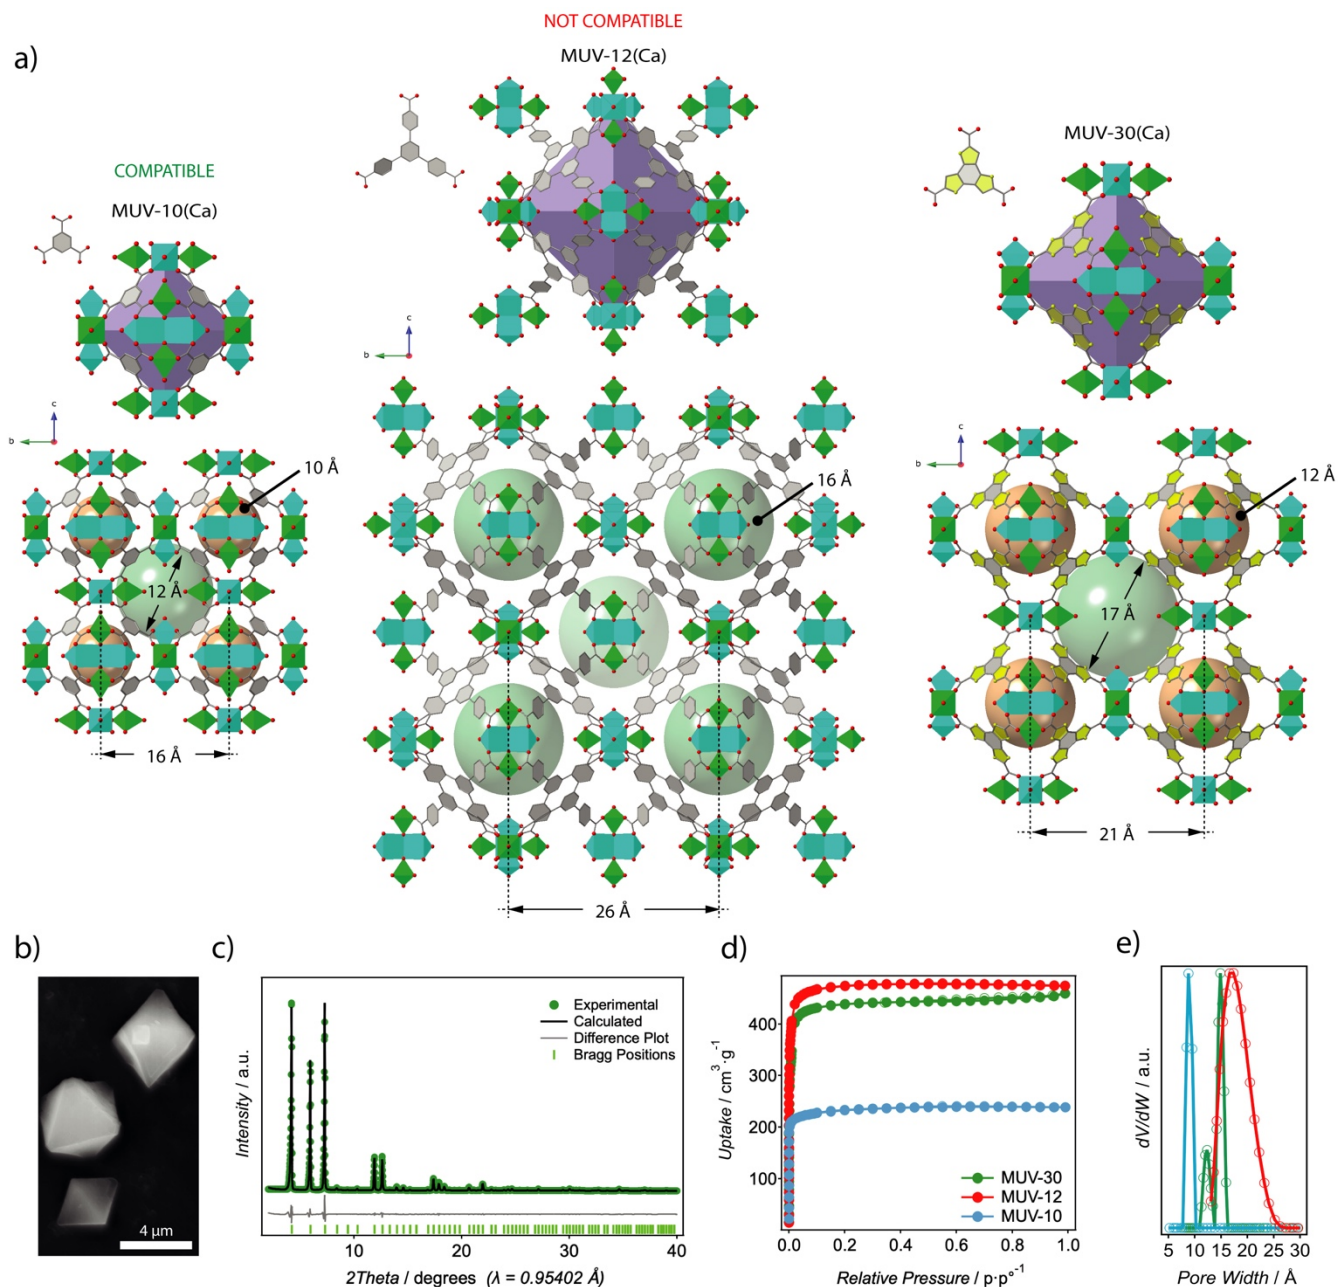 NOT COMPATIBLE
a)
MUV-12(Ca)
MUV-30(Ca)
COMPATIBLE
MUV-10(Ca)
c
b
c
b
c
b
10 Å
16 Å
12 Å
12 Å
17 Å
16 Å
21 Å
26 Å
b)
4 µm
c)
Experimental
Calculated
Difference Plot
Bragg Positions
Intensity / a.u.
10
20
30
40
2Theta / degrees (λ = 0.95402 Å)
d)
Uptake / cm³·g⁻¹
400
300
200
100
MUV-30
MUV-12
MUV-10
0.0
0.2
0.4
0.6
0.8
1.0
Relative Pressure / p·p°⁻¹
e)
dV/dW / a.u.
5
10
15
20
25
30
Pore Width / Å